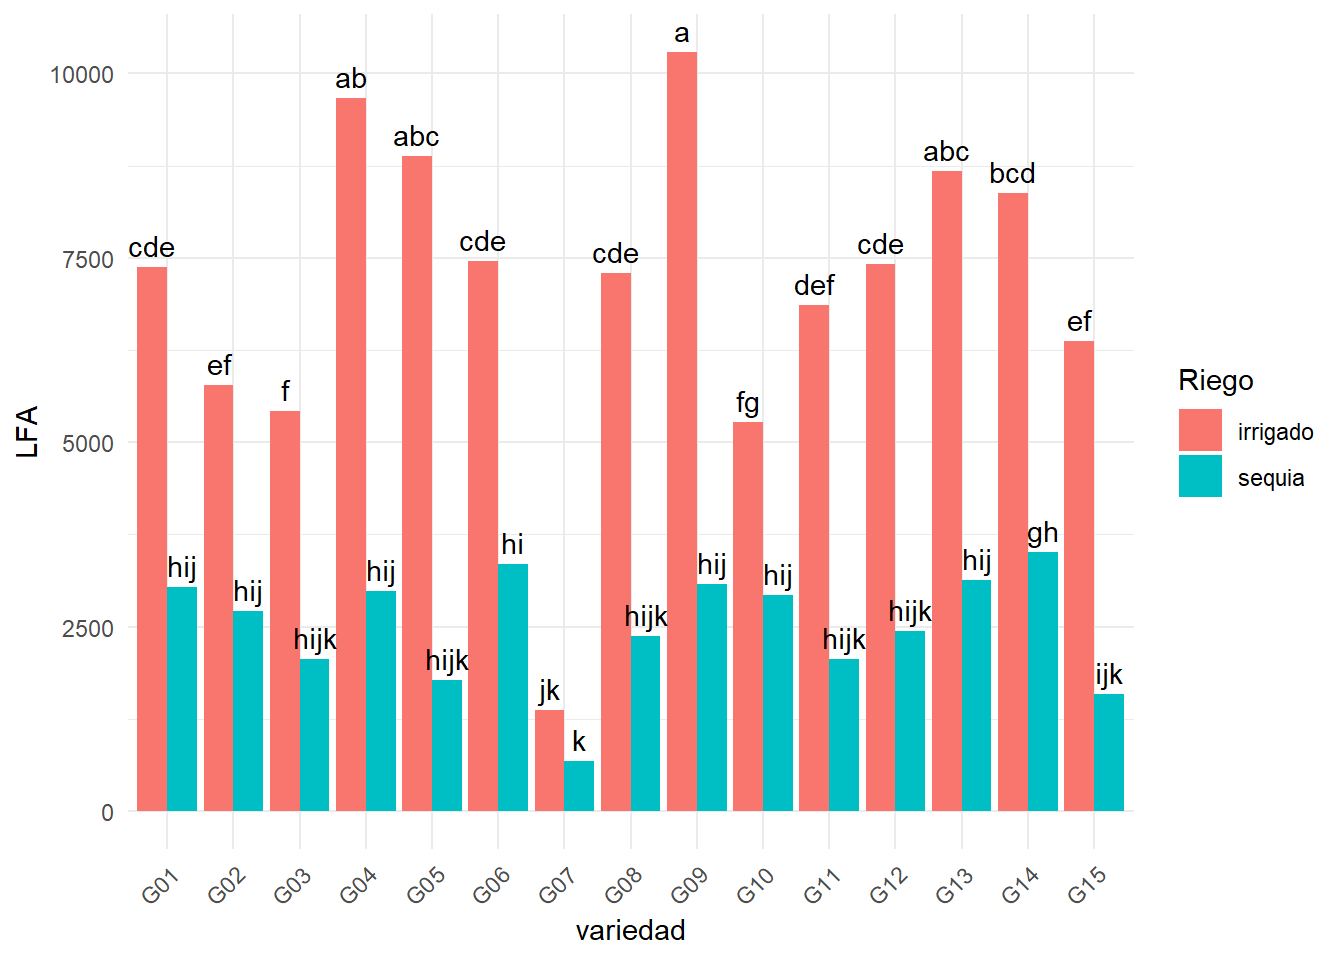 a
ab
abc
abc
bcd
cde
cde
cde
cde
def
ef
ef
f
fg
gh
hi
hij
hij
hij
hij
hij
hij
hijk
hijk
hijk
hijk
hijk
ijk
jk
k
10000
7500
5000
2500
0
LFA
G01 G02 G03 G04 G05 G06 G07 G08 G09 G10 G11 G12 G13 G14 G15
variedad
Riego
irrigado
sequia